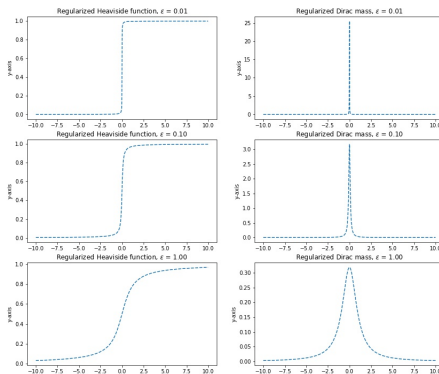 Regularized Heaviside function, ε = 0.01
y-axis
1.0
0.8
0.6
0.4
0.2
0.0
−10.0 −7.5 −5.0 −2.5 0.0 2.5 5.0 7.5 10.0
Regularized Dirac mass, ε = 0.01
y-axis
25
20
15
10
5
0
−10.0 −7.5 −5.0 −2.5 0.0 2.5 5.0 7.5 10.0
Regularized Heaviside function, ε = 0.10
y-axis
1.0
0.8
0.6
0.4
0.2
0.0
−10.0 −7.5 −5.0 −2.5 0.0 2.5 5.0 7.5 10.0
Regularized Dirac mass, ε = 0.10
y-axis
3.0
2.5
2.0
1.5
1.0
0.5
0.0
−10.0 −7.5 −5.0 −2.5 0.0 2.5 5.0 7.5 10.0
Regularized Heaviside function, ε = 1.00
y-axis
1.0
0.8
0.6
0.4
0.2
0.0
−10.0 −7.5 −5.0 −2.5 0.0 2.5 5.0 7.5 10.0
Regularized Dirac mass, ε = 1.00
y-axis
0.30
0.25
0.20
0.15
0.10
0.05
0.00
−10.0 −7.5 −5.0 −2.5 0.0 2.5 5.0 7.5 10.0